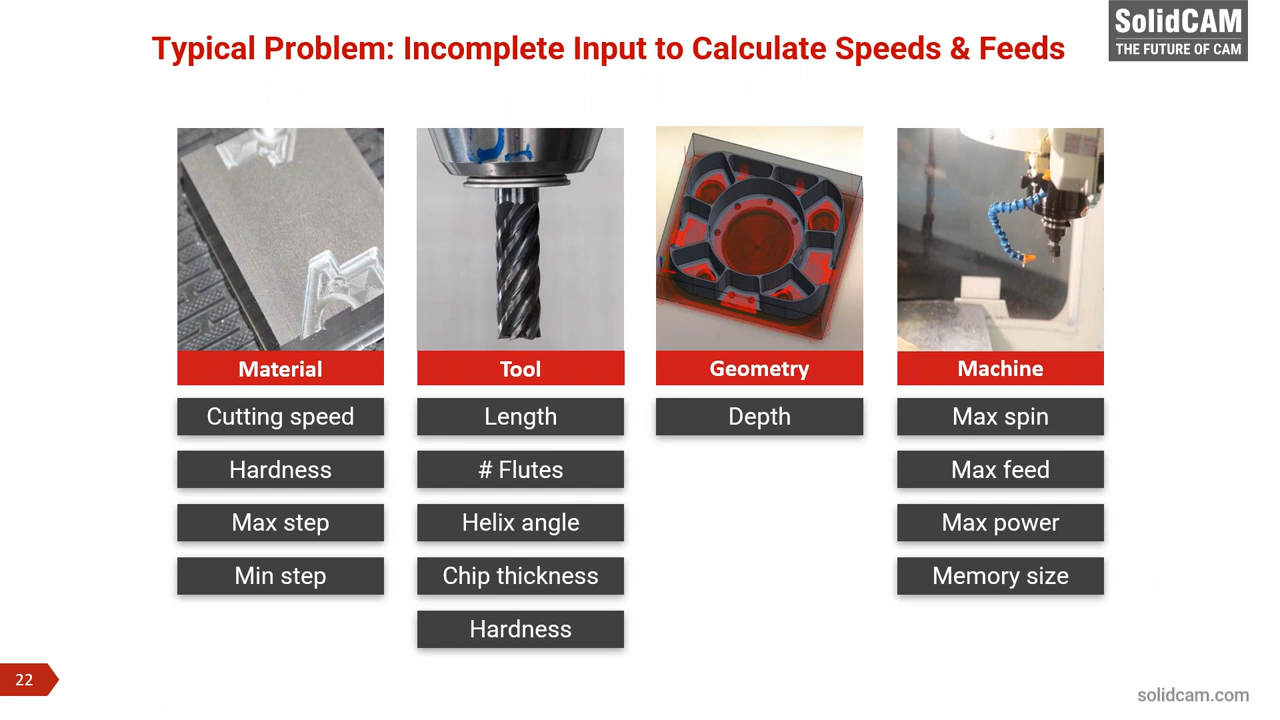 Typical Problem: Incomplete Input to Calculate Speeds & Feeds
SolidCAM
THE FUTURE OF CAM
Material
Cutting speed
Hardness
Max step
Min step
Tool
Length
# Flutes
Helix angle
Chip thickness
Hardness
Geometry
Depth
Machine
Max spin
Max feed
Max power
Memory size
22
solidcam.com